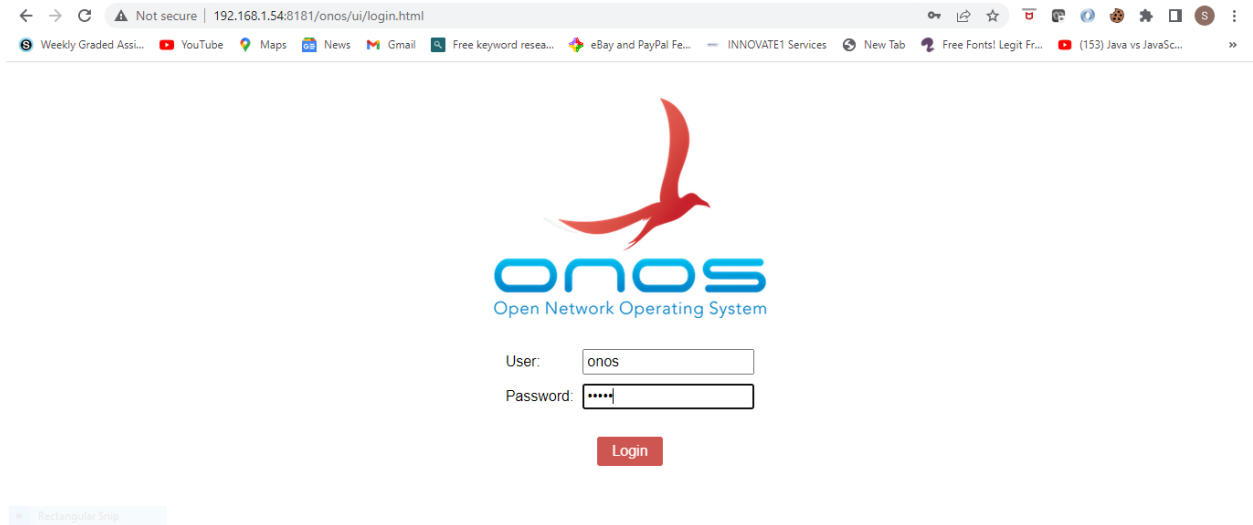 Not secure | 192.168.1.54:8181/onos/ui/login.html S
Weekly Graded Assi... YouTube Maps News Gmail Free keyword resea... eBay and PayPal Fe... INNOVATE1 Services New Tab Free Fonts! Legit Fr... (153) Java vs JavaSc... »
onos
Open Network Operating System
User: onos
Password: •••••
Login
Rectangular Snip